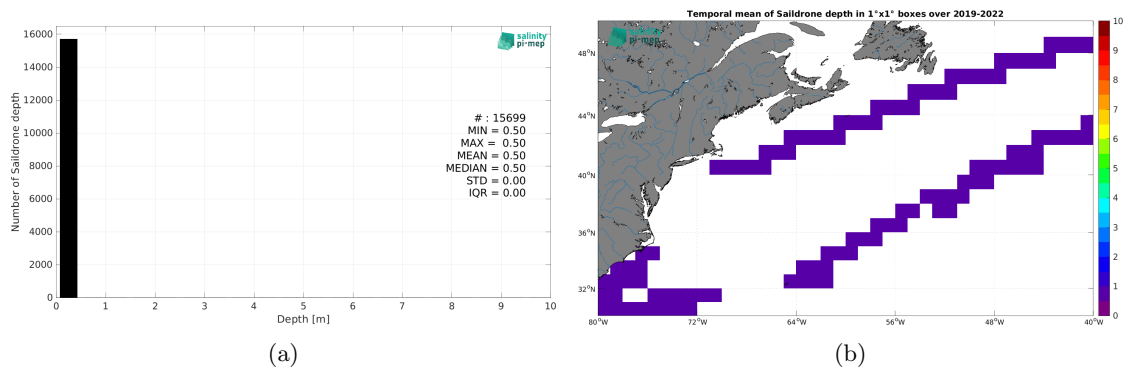 16000
14000
12000
10000
8000
6000
4000
2000
0
Number of Saildrone depth
0 1 2 3 4 5 6 7 8 9 10
Depth [m]
salinity
pi-mep
# : 15699
MIN = 0.50
MAX = 0.50
MEAN = 0.50
MEDIAN = 0.50
STD = 0.00
IQR = 0.00
(a)
Temporal mean of Saildrone depth in 1°x1° boxes over 2019-2022
salinity
pi-mep
48°N
44°N
40°N
36°N
32°N
80°W 72°W 64°W 56°W 48°W 40°W
10
9
8
7
6
5
4
3
2
1
0
(b)